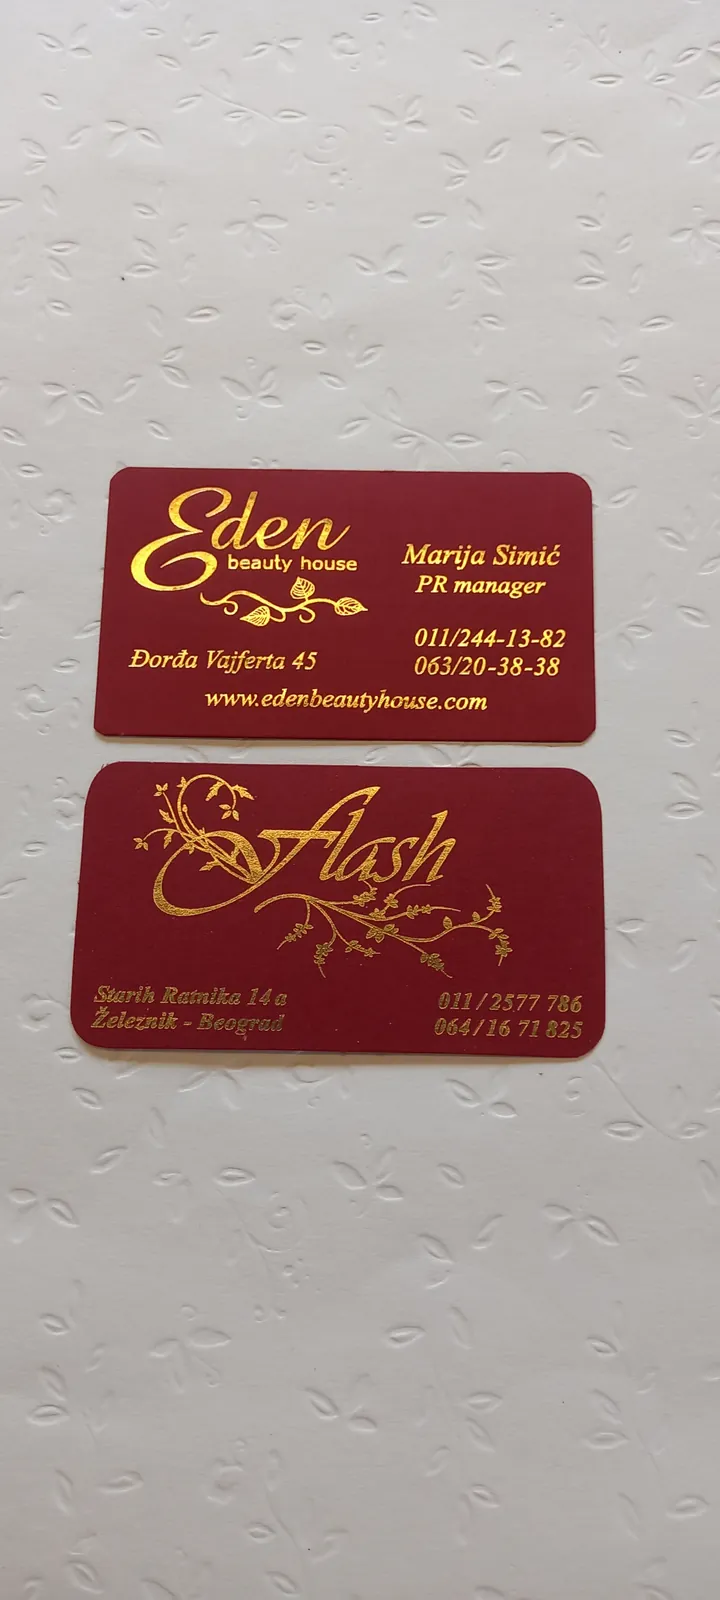 Eden
beauty house
Marija Simić
PR manager
011/244-13-82
Đorđa Vajferta 45
063/20-38-38
www.edenbeautyhouse.com
flash
Starih Ratnika 14 a
011 / 2577 786
Železnik - Beograd
064 / 16 71 825